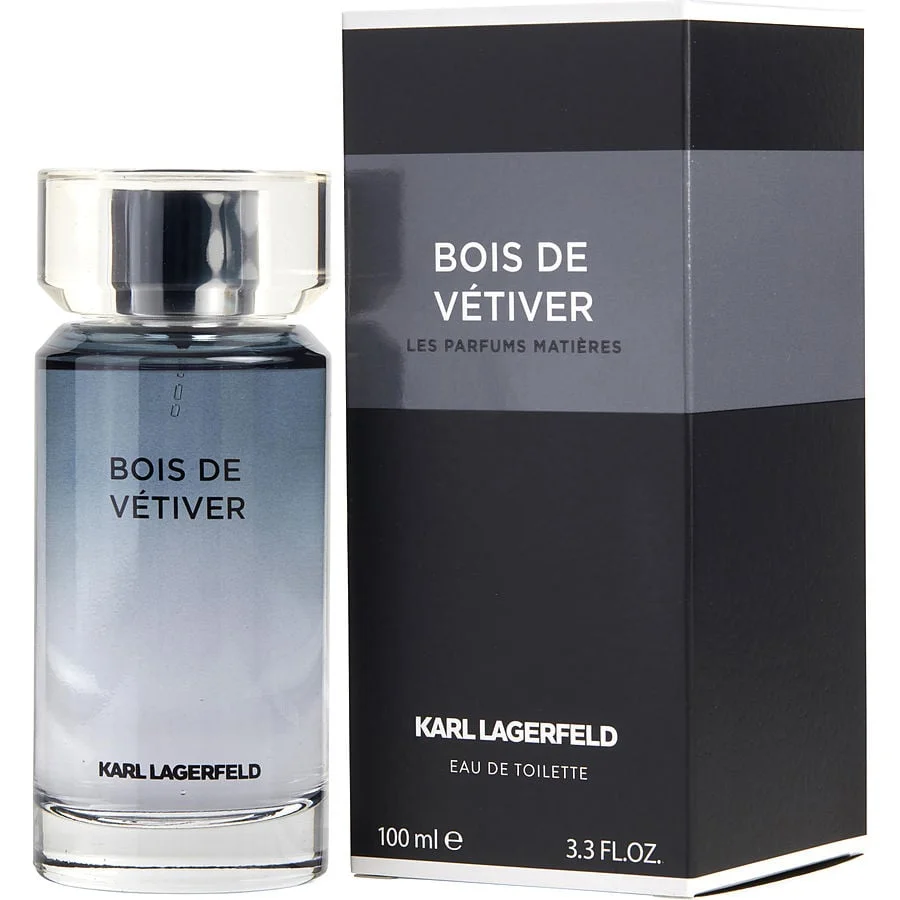 BOIS DE
VÉTIVER
KARL LAGERFELD
BOIS DE
VÉTIVER
LES PARFUMS MATIÈRES
KARL LAGERFELD
EAU DE TOILETTE
100 ml ℮
3.3 FL.OZ.